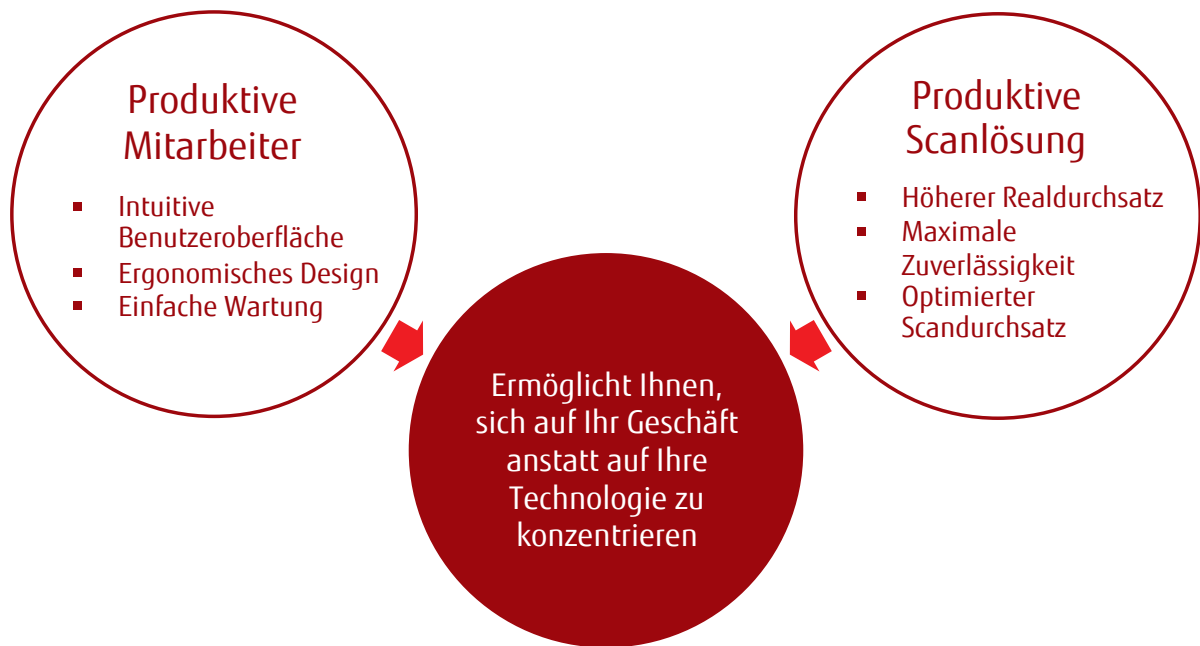 Produktive
Mitarbeiter
▪ Intuitive
Benutzeroberfläche
▪ Ergonomisches Design
▪ Einfache Wartung
Produktive
Scanlösung
▪ Höherer Realdurchsatz
▪ Maximale
Zuverlässigkeit
▪ Optimierter
Scandurchsatz
Ermöglicht Ihnen,
sich auf Ihr Geschäft
anstatt auf Ihre
Technologie zu
konzentrieren